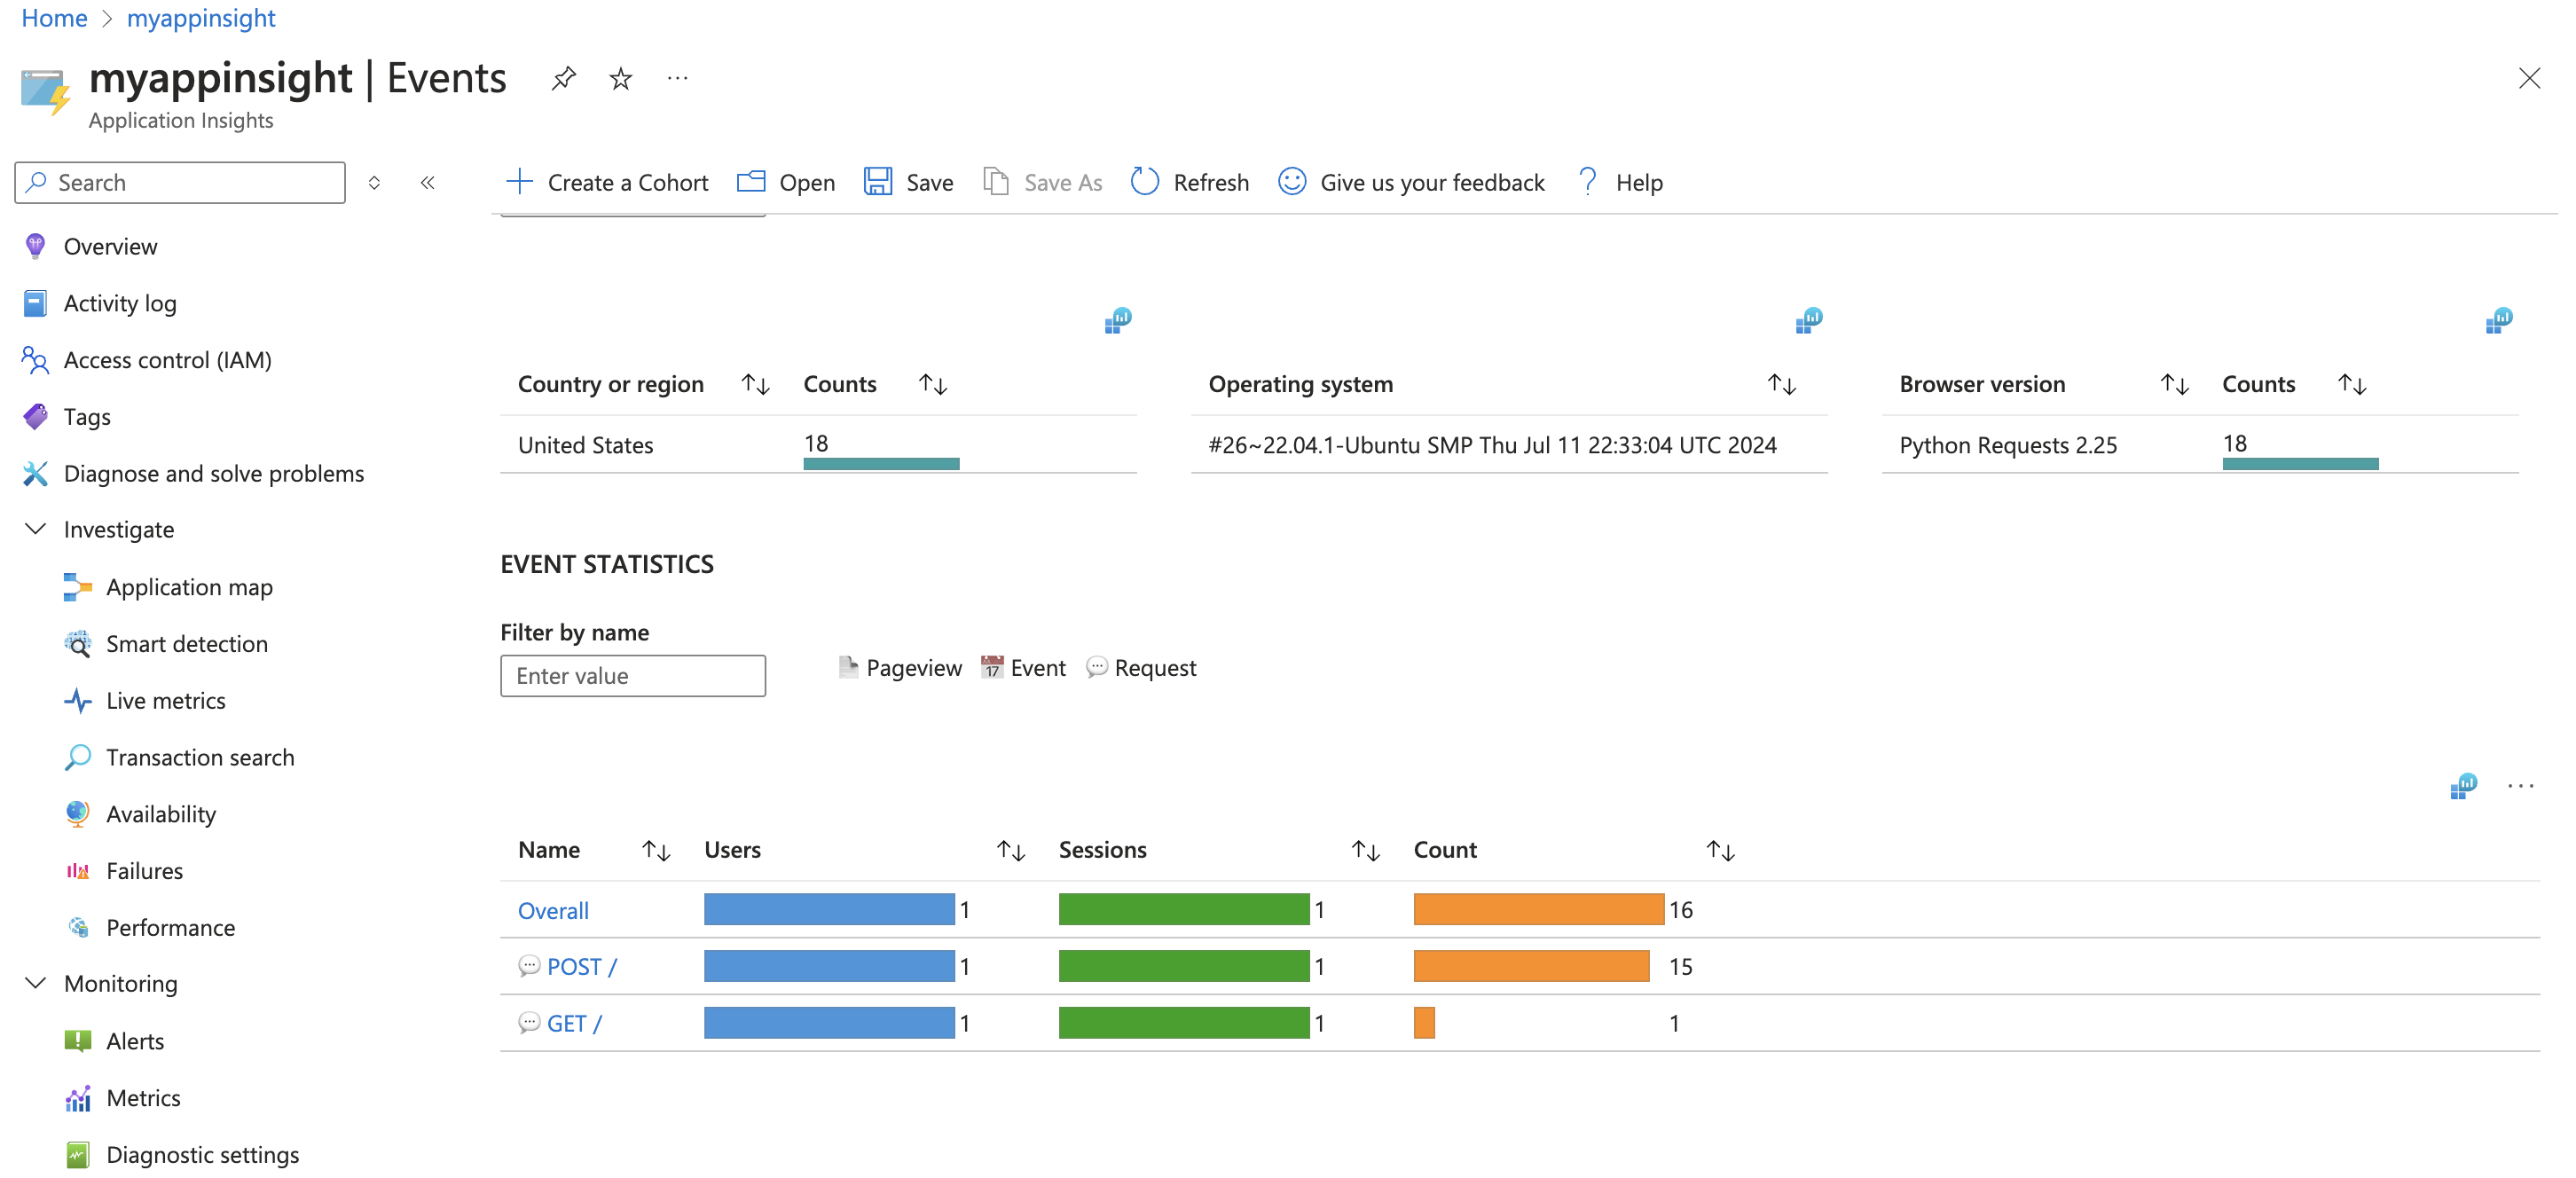 Home > myappinsight
myappinsight | Events
Application Insights
Search
Create a Cohort Open Save Save As Refresh Give us your feedback Help
Overview
Activity log
Access control (IAM)
Tags
Diagnose and solve problems
Investigate
Application map
Smart detection
Live metrics
Transaction search
Availability
Failures
Performance
Monitoring
Alerts
Metrics
Diagnostic settings
Country or region Counts
United States 18
Operating system
#26~22.04.1-Ubuntu SMP Thu Jul 11 22:33:04 UTC 2024
Browser version Counts
Python Requests 2.25 18
EVENT STATISTICS
Filter by name
Enter value
Pageview 17 Event Request
Name Users Sessions Count
Overall 1 1 16
POST / 1 1 15
GET / 1 1 1